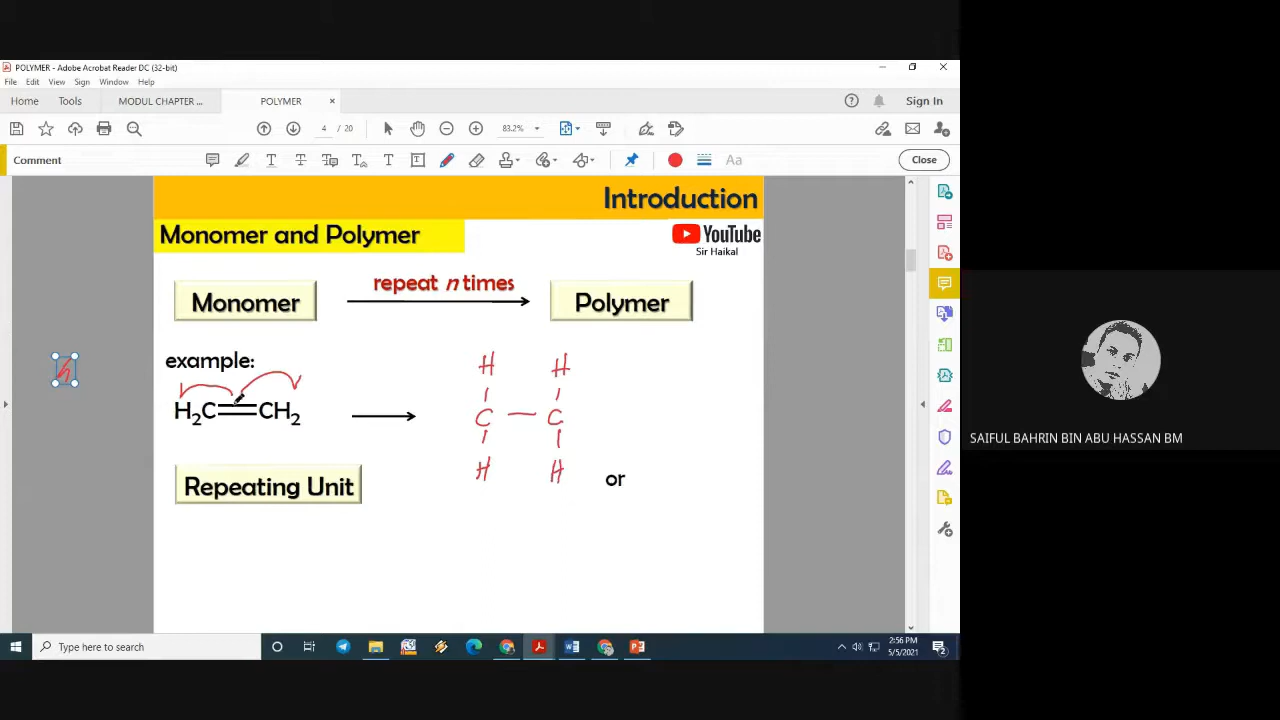 POLYMER - Adobe Acrobat Reader DC (32-bit)
File Edit View Sign Window Help
Home Tools MODUL CHAPTER ... POLYMER × Sign In
4 / 20 83.2%
Comment Aa Close
Introduction
Monomer and Polymer
YouTube
Sir Haikal
Monomer repeat n times Polymer
example:
H H
H₂C CH₂ C — C
H H
Repeating Unit or
SAIFUL BAHRIN BIN ABU HASSAN BM
Type here to search
2:56 PM
5/5/2021
2